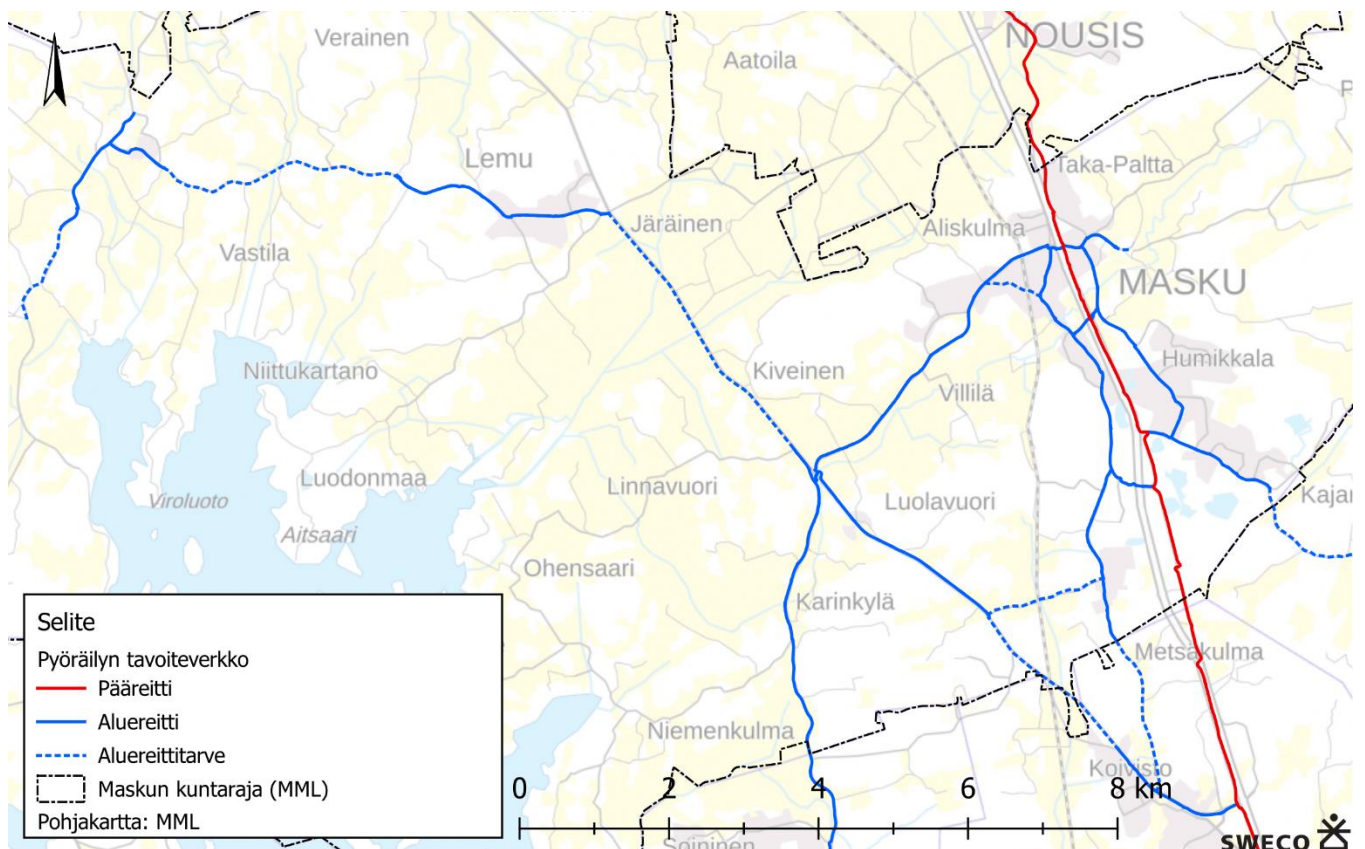 NOUSIS
Verainen
Aatoila
Lemu
Taka-Paltta
Järäinen
Aliskulma
Vastila
MASKU
Niittukartano
Kiveinen
Humikkala
Villilä
Luodonmaa
Linnavuori
Luolavuori
Kajar
Viroluoto
Aitsaari
Ohensaari
Karinkylä
Metsäkulma
Niemenkulma
Koivisto
Soininen
Selite
Pyöräilyn tavoiteverkko
Pääreitti
Aluereitti
Aluereittitarve
Maskun kuntaraja (MML)
Pohjakartta: MML
0 2 4 6 8 km
SWECO